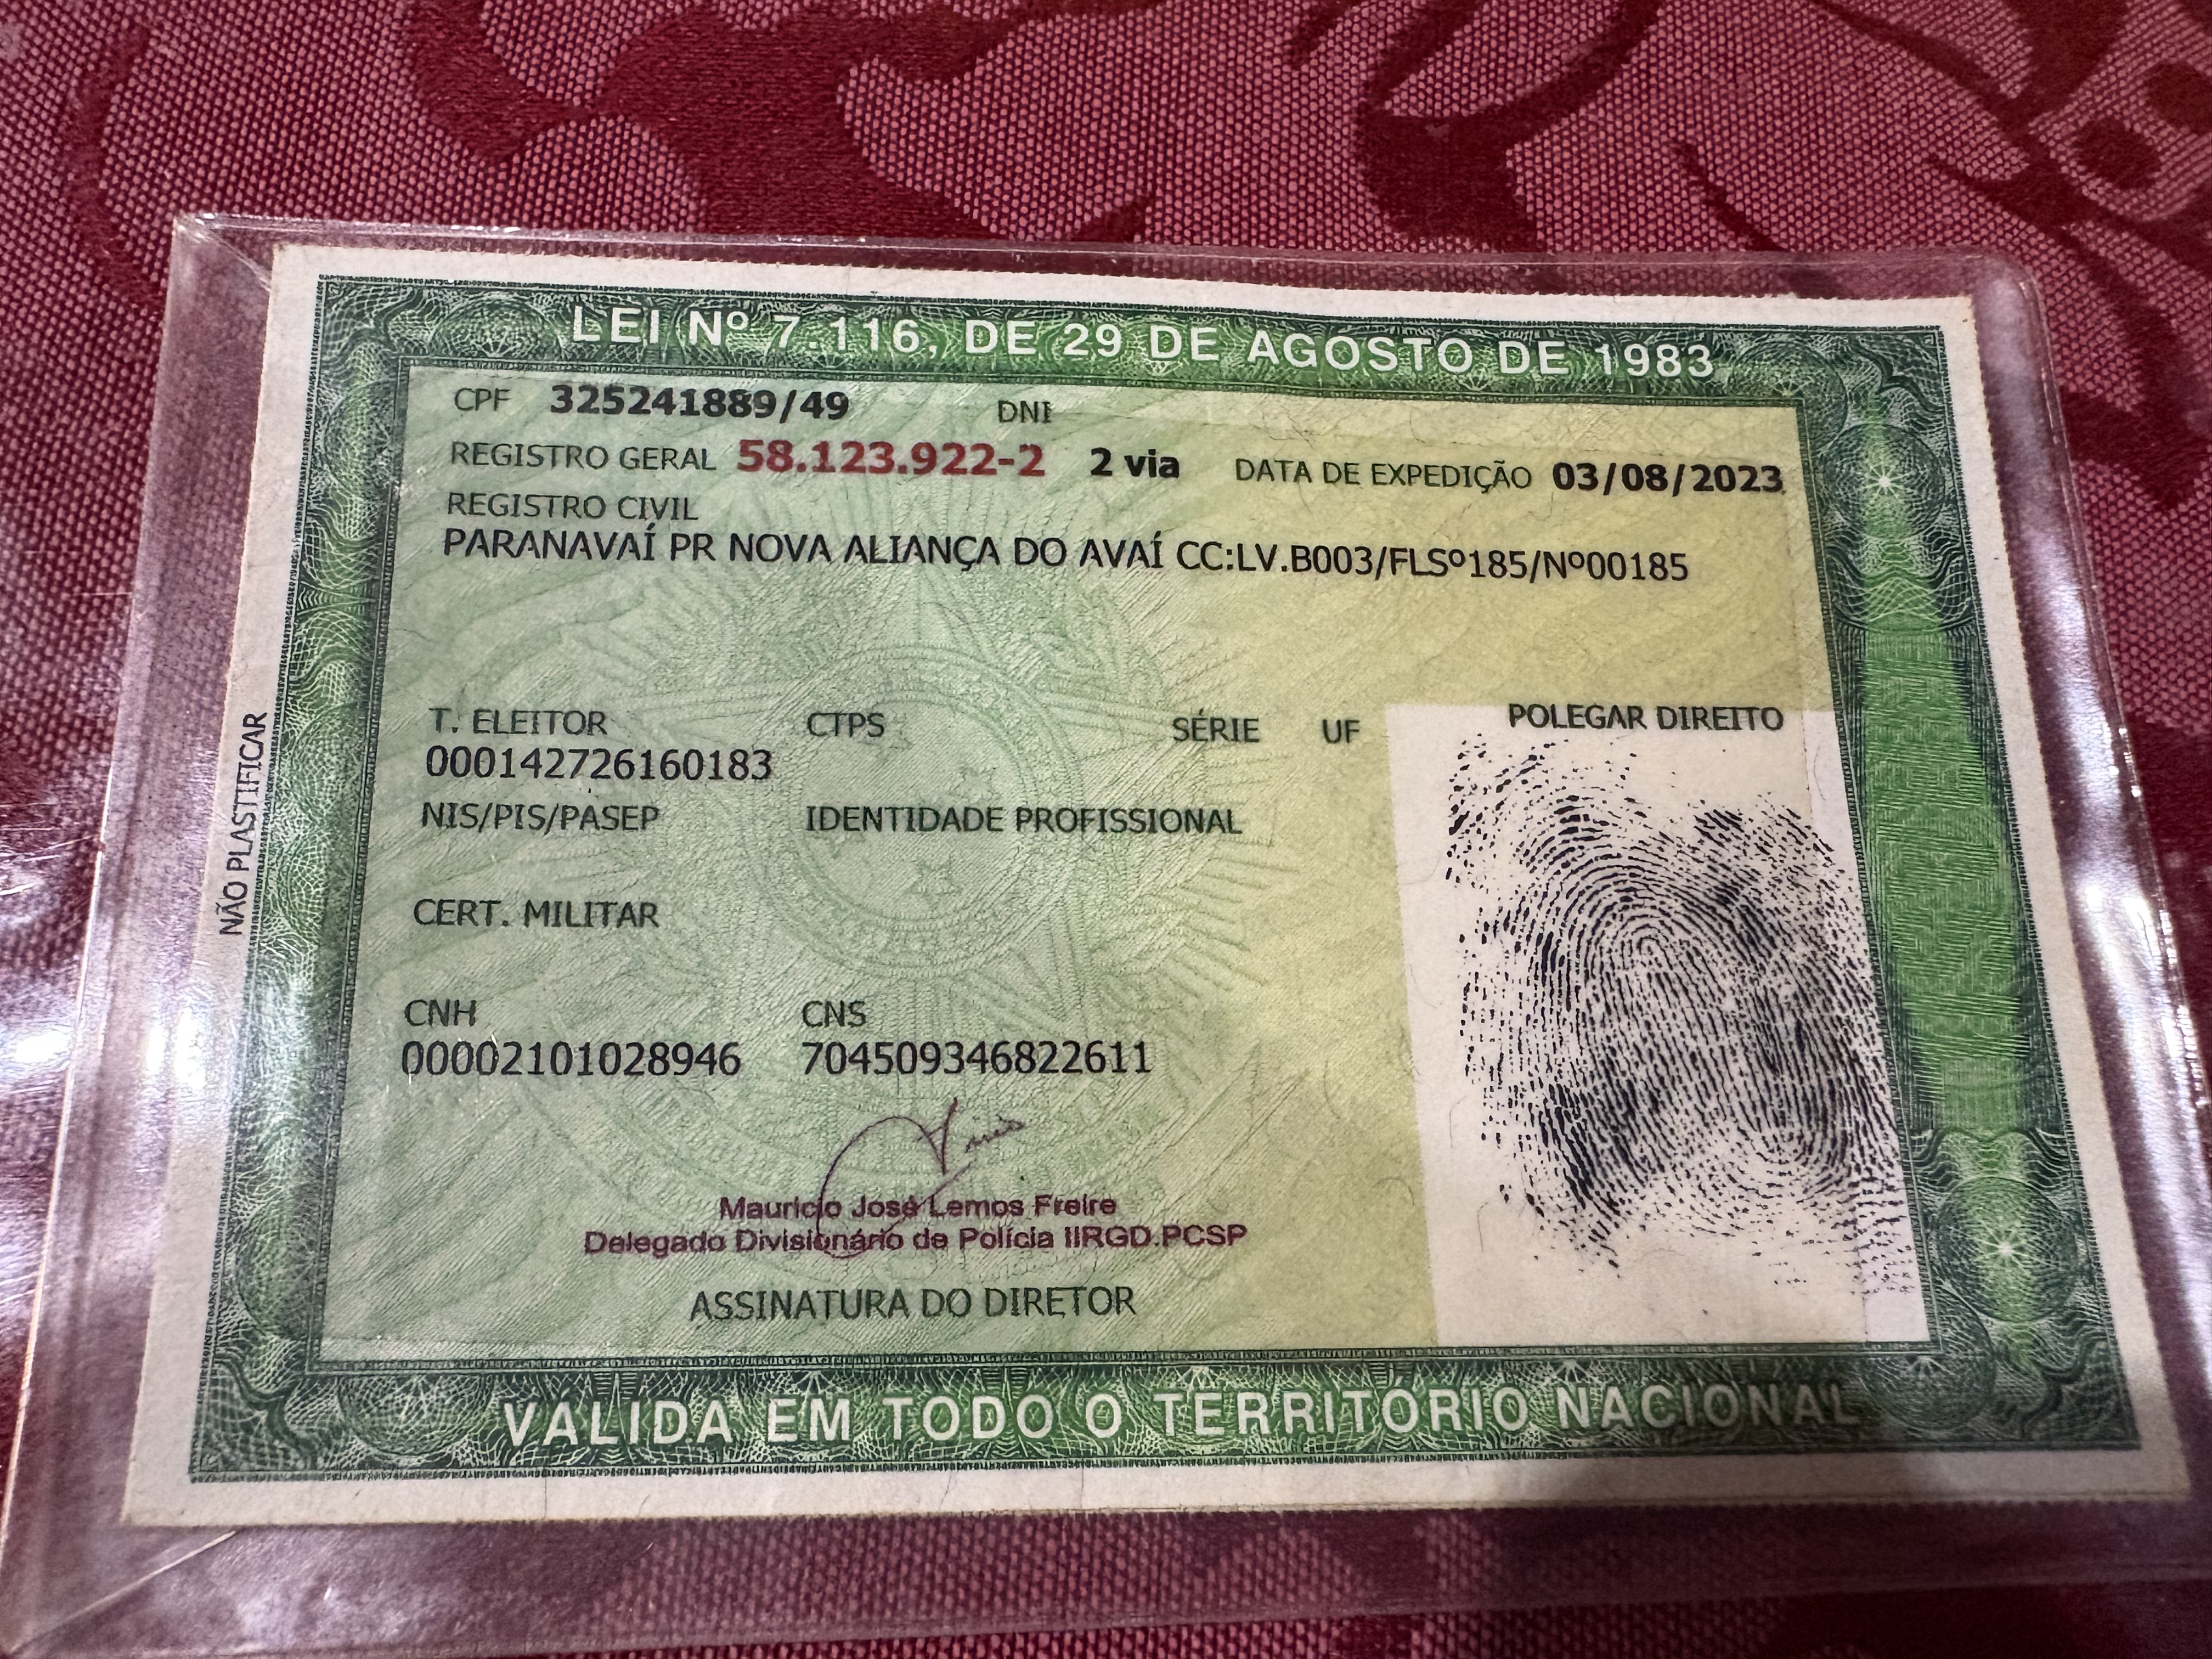 NÃO PLASTIFICAR
LEI Nº 7.116, DE 29 DE AGOSTO DE 1983
CPF 325241889/49 DNI
REGISTRO GERAL 58.123.922-2 2 via DATA DE EXPEDIÇÃO 03/08/2023
REGISTRO CIVIL
PARANAVAÍ PR NOVA ALIANÇA DO AVAÍ CC:LV.B003/FLSº185/Nº00185
T. ELEITOR CTPS SÉRIE UF POLEGAR DIREITO
000142726160183
NIS/PIS/PASEP IDENTIDADE PROFISSIONAL
CERT. MILITAR
CNH CNS
00002101028946 704509346822611
Mauricio José Lemos Freire
Delegado Divisionário de Polícia IIRGD.PCSP
ASSINATURA DO DIRETOR
VALIDA EM TODO O TERRITORIO NACIONAL